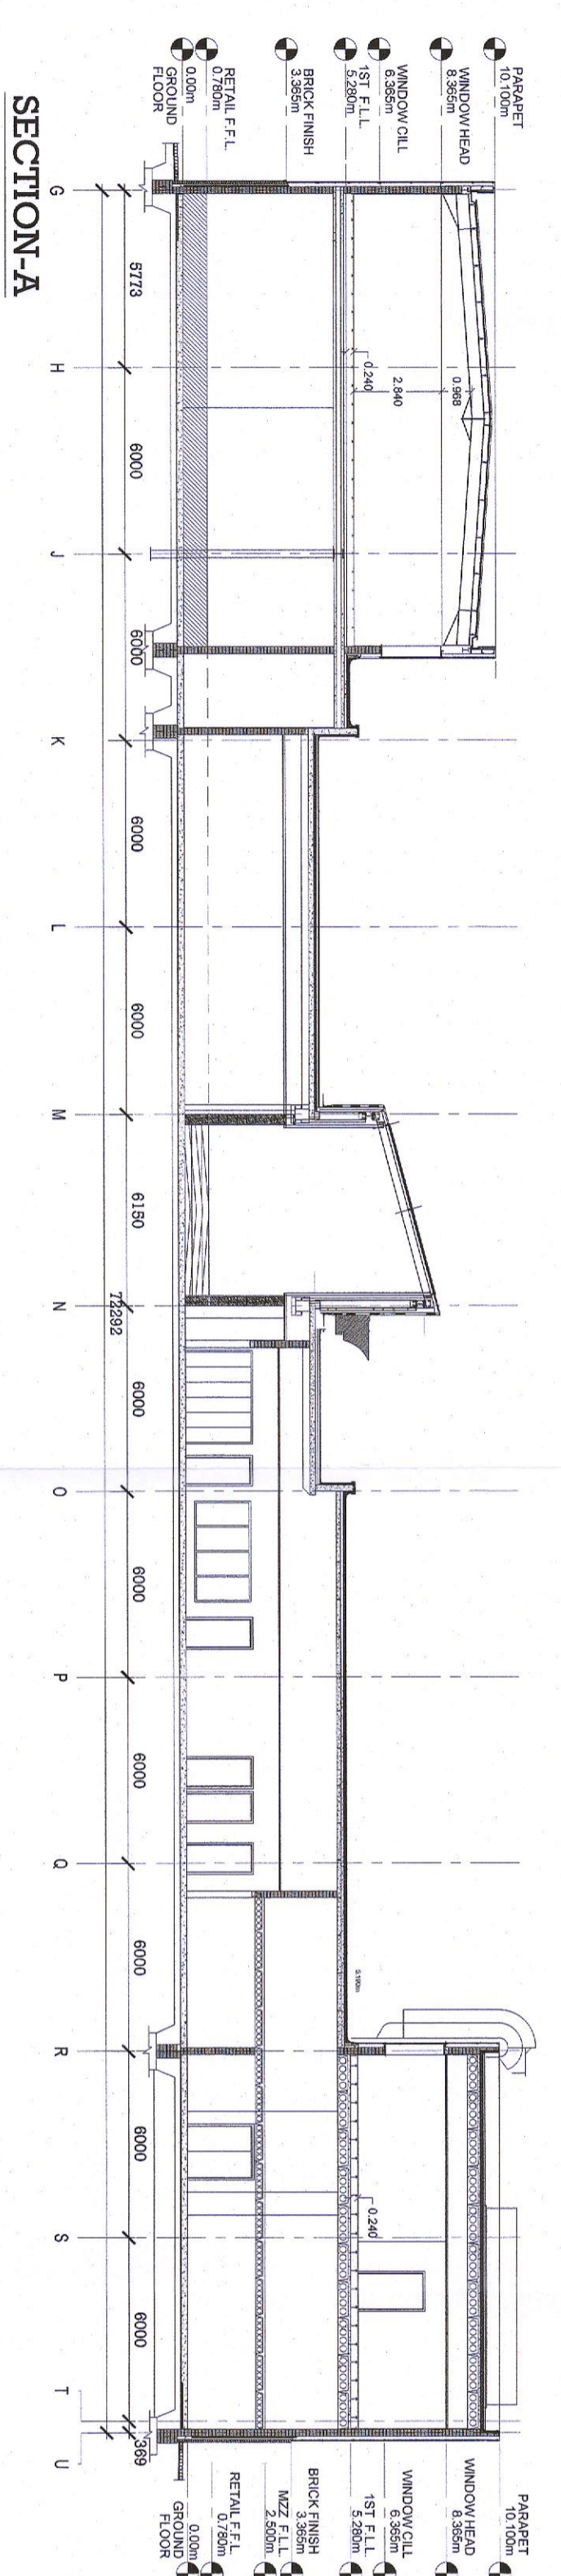 PARAPET
10.100m
WINDOW HEAD
8.365m
WINDOW CILL
6.365m
1ST F.L.L.
5.280m
BRICK FINISH
3.365m
RETAIL F.F.L.
0.780m
0.00m
GROUND
FLOOR
0.968
2.840
0.240
5.190m
0.240
PARAPET
10.100m
WINDOW HEAD
8.365m
WINDOW CILL
6.365m
1ST F.L.L.
5.280m
BRICK FINISH
3.365m
MZZ F.L.L.
2.500m
RETAIL F.F.L.
0.780m
0.00m
GROUND
FLOOR
5773
6000
6000
6000
6000
6150
6000
6000
6000
6000
6000
6000
369
72292
G
H
J
K
L
M
N
O
P
Q
R
S
T
U
SECTION-A